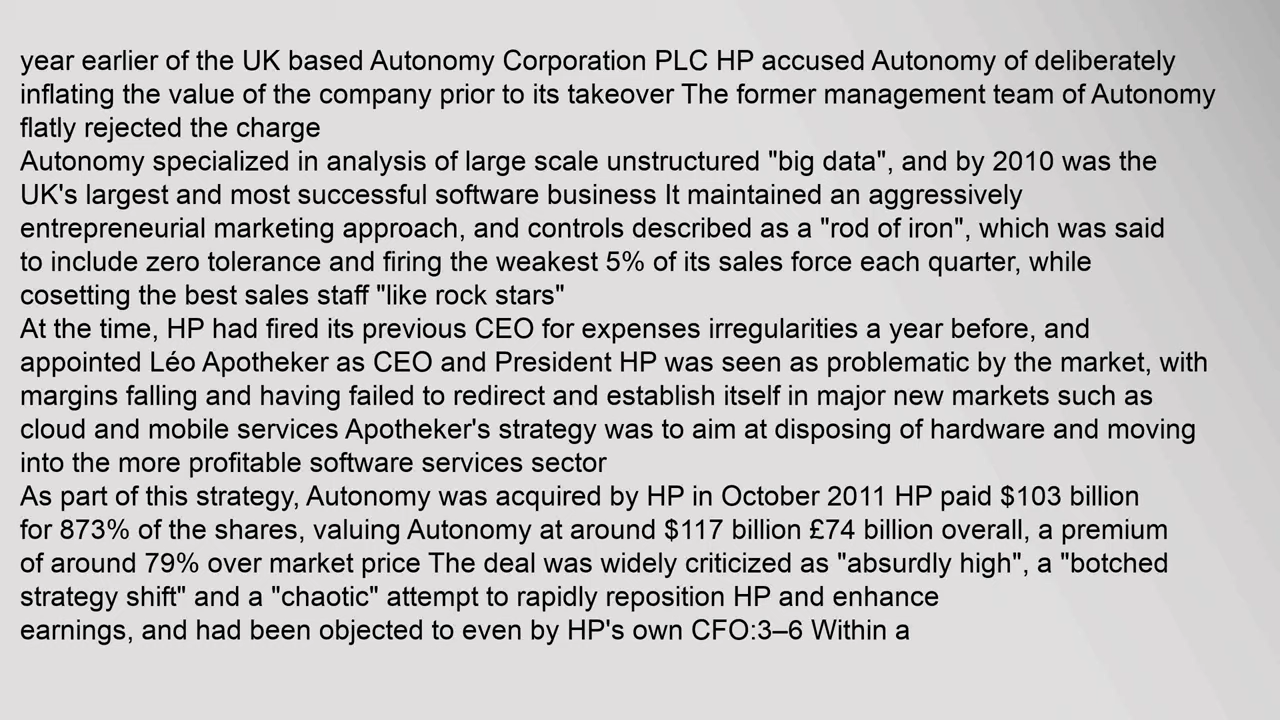 year earlier of the UK based Autonomy Corporation PLC HP accused Autonomy of deliberately
inflating the value of the company prior to its takeover The former management team of Autonomy
flatly rejected the charge
Autonomy specialized in analysis of large scale unstructured "big data", and by 2010 was the
UK's largest and most successful software business It maintained an aggressively
entrepreneurial marketing approach, and controls described as a "rod of iron", which was said
to include zero tolerance and firing the weakest 5% of its sales force each quarter, while
cosetting the best sales staff "like rock stars"
At the time, HP had fired its previous CEO for expenses irregularities a year before, and
appointed Léo Apotheker as CEO and President HP was seen as problematic by the market, with
margins falling and having failed to redirect and establish itself in major new markets such as
cloud and mobile services Apotheker's strategy was to aim at disposing of hardware and moving
into the more profitable software services sector
As part of this strategy, Autonomy was acquired by HP in October 2011 HP paid $103 billion
for 873% of the shares, valuing Autonomy at around $117 billion £74 billion overall, a premium
of around 79% over market price The deal was widely criticized as "absurdly high", a "botched
strategy shift" and a "chaotic" attempt to rapidly reposition HP and enhance
earnings, and had been objected to even by HP's own CFO:3–6 Within a